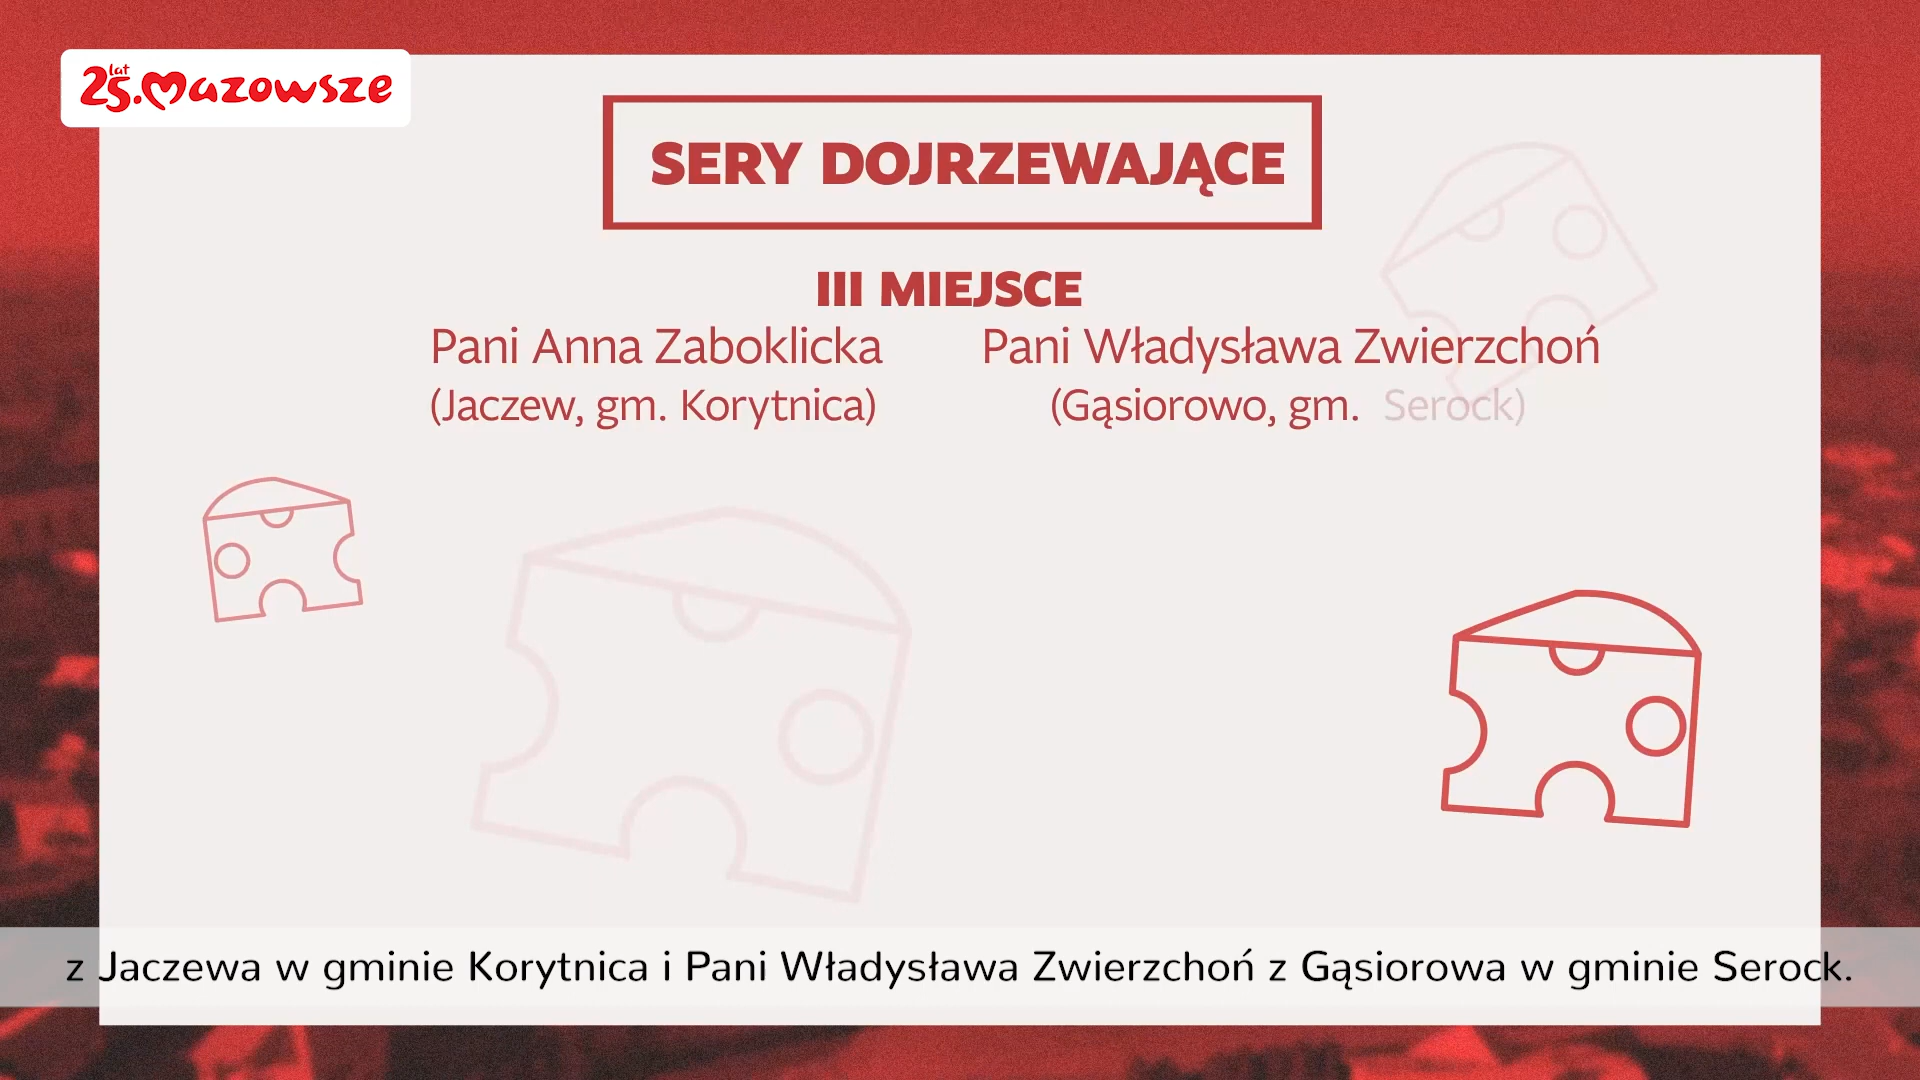 25 lat.Mazowsze
SERY DOJRZEWAJĄCE
III MIEJSCE
Pani Anna Zaboklicka
(Jaczew, gm. Korytnica)
Pani Władysława Zwierzchoń
(Gąsiorowo, gm. Serock)
z Jaczewa w gminie Korytnica i Pani Władysława Zwierzchoń z Gąsiorowa w gminie Serock.